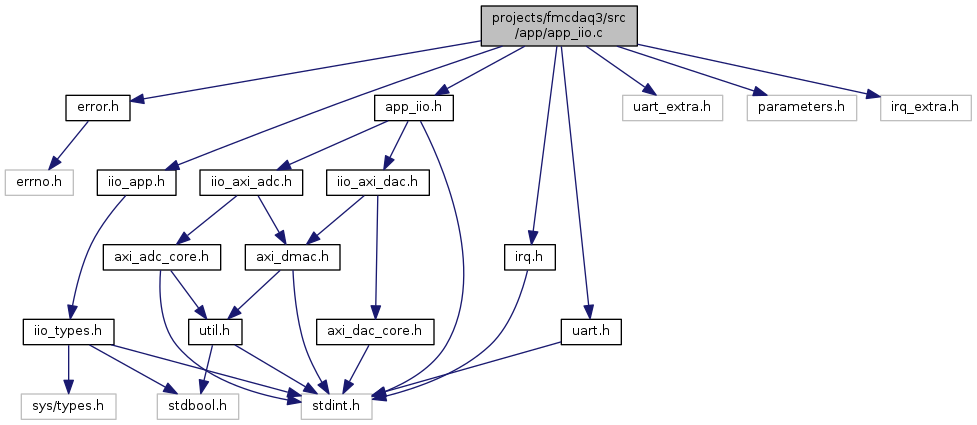 projects/fmcdaq3/src
/app/app_iio.c
error.h
app_iio.h
uart_extra.h
parameters.h
irq_extra.h
errno.h
iio_app.h
iio_axi_adc.h
iio_axi_dac.h
axi_adc_core.h
axi_dmac.h
irq.h
iio_types.h
util.h
axi_dac_core.h
uart.h
sys/types.h
stdbool.h
stdint.h